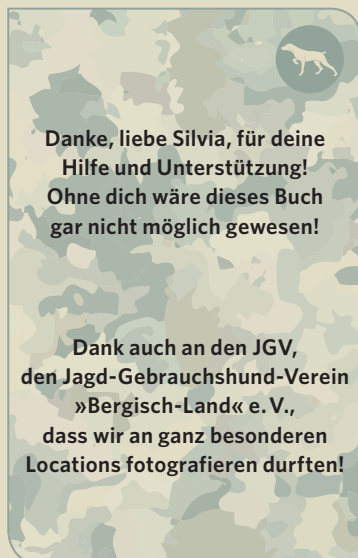 Danke, liebe Silvia, für deine
Hilfe und Unterstützung!
Ohne dich wäre dieses Buch
gar nicht möglich gewesen!
Dank auch an den JGV,
den Jagd-Gebrauchshund-Verein
»Bergisch-Land« e. V.,
dass wir an ganz besonderen
Locations fotografieren durften!